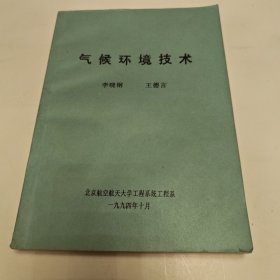 气候环境技术
李晓钢 王德言
北京航空航天大学工程系统工程系
一九九四年十月